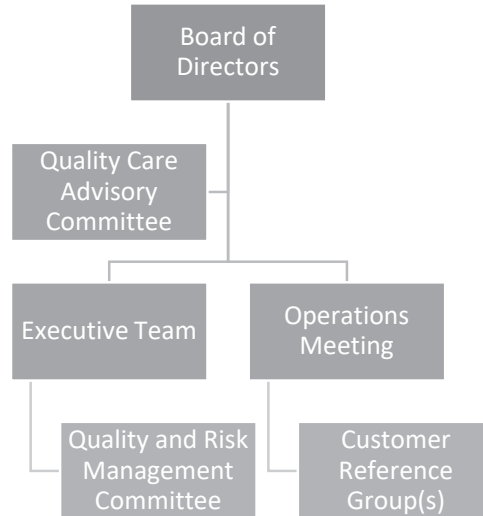 Board of
Directors
Quality Care
Advisory
Committee
Executive Team
Operations
Meeting
Quality and Risk
Management
Committee
Customer
Reference
Group(s)